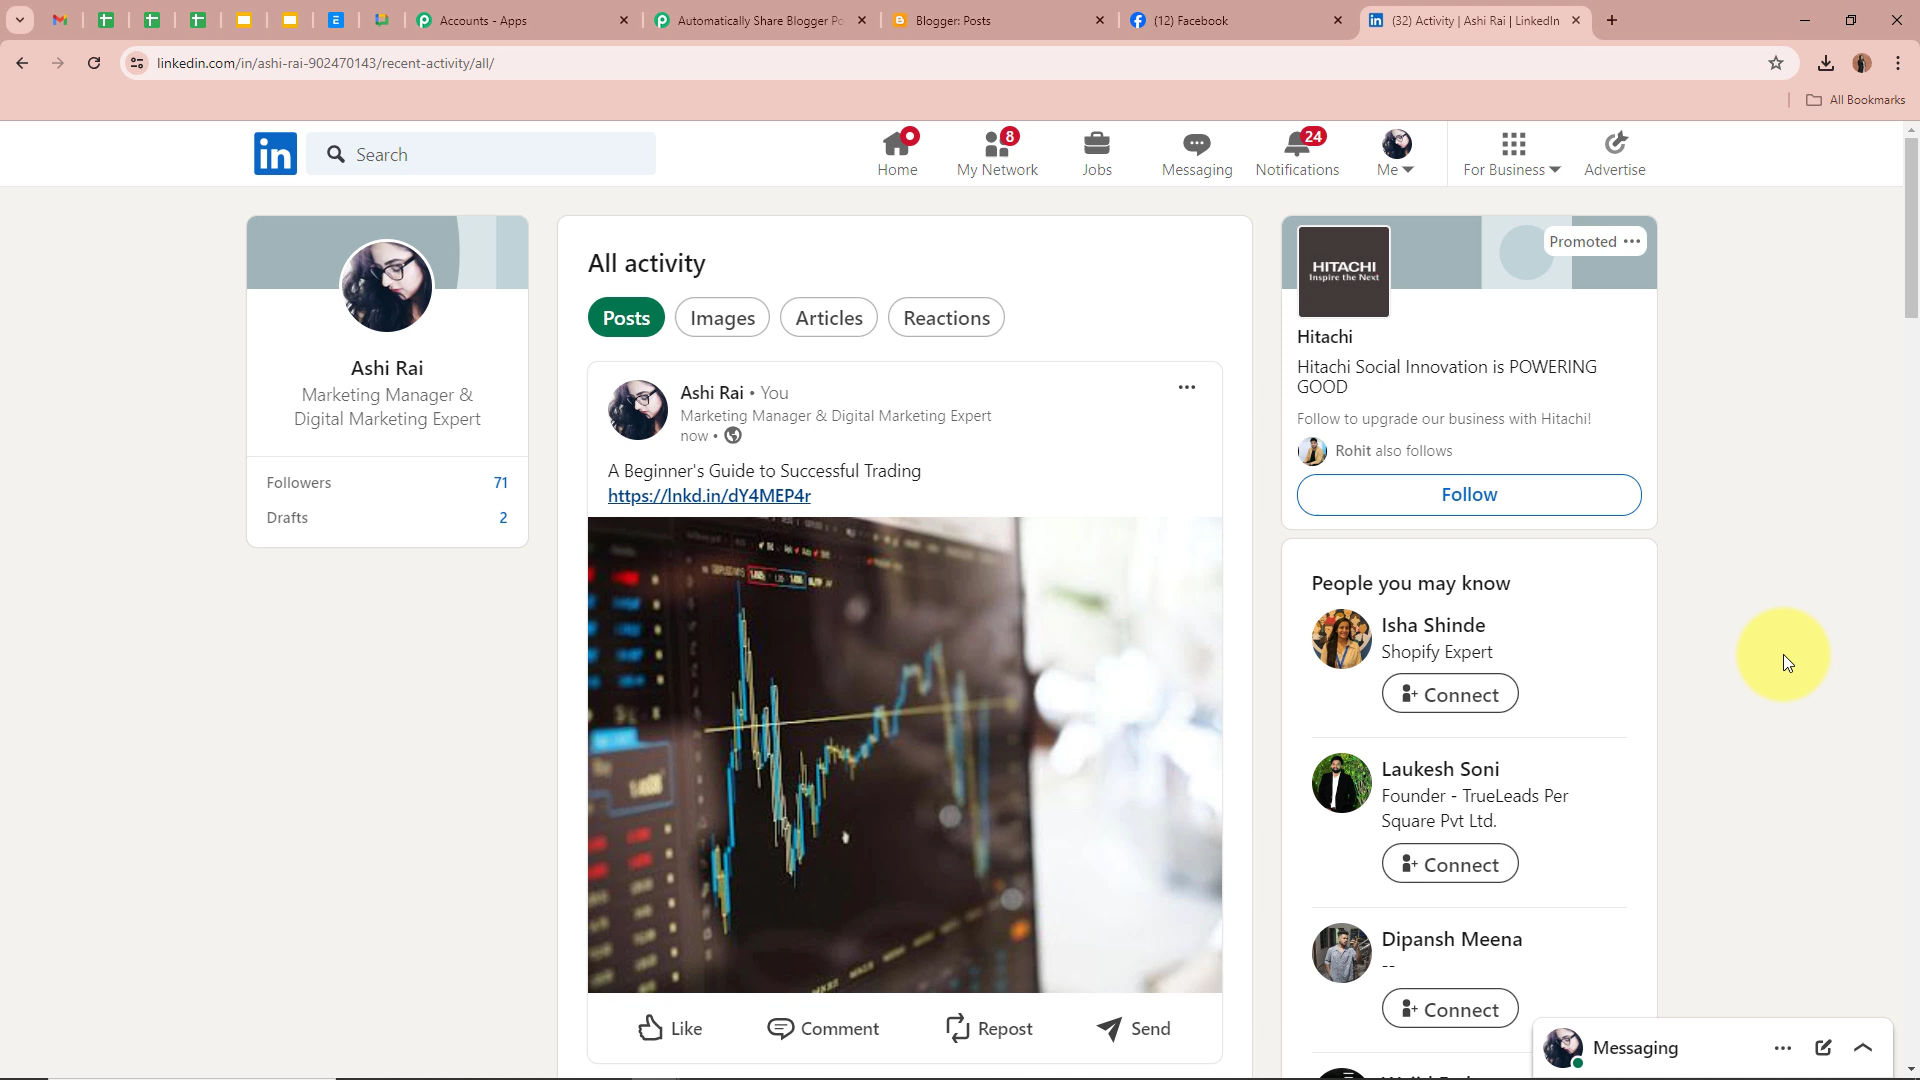 Accounts - Apps
Automatically Share Blogger Po
Blogger: Posts
(12) Facebook
(32) Activity | Ashi Rai | LinkedIn
linkedin.com/in/ashi-rai-902470143/recent-activity/all/
All Bookmarks
in
Search
8
24
Home
My Network
Jobs
Messaging
Notifications
Me
For Business
Advertise
Ashi Rai
Marketing Manager &
Digital Marketing Expert
Followers 71
Drafts 2
All activity
Posts
Images
Articles
Reactions
Ashi Rai • You
Marketing Manager & Digital Marketing Expert
now •
A Beginner's Guide to Successful Trading
https://lnkd.in/dY4MEP4r
Like
Comment
Repost
Send
Promoted
HITACHI
Inspire the Next
Hitachi
Hitachi Social Innovation is POWERING
GOOD
Follow to upgrade our business with Hitachi!
Rohit also follows
Follow
People you may know
Isha Shinde
Shopify Expert
Connect
Laukesh Soni
Founder - TrueLeads Per
Square Pvt Ltd.
Connect
Dipansh Meena
--
Connect
Messaging